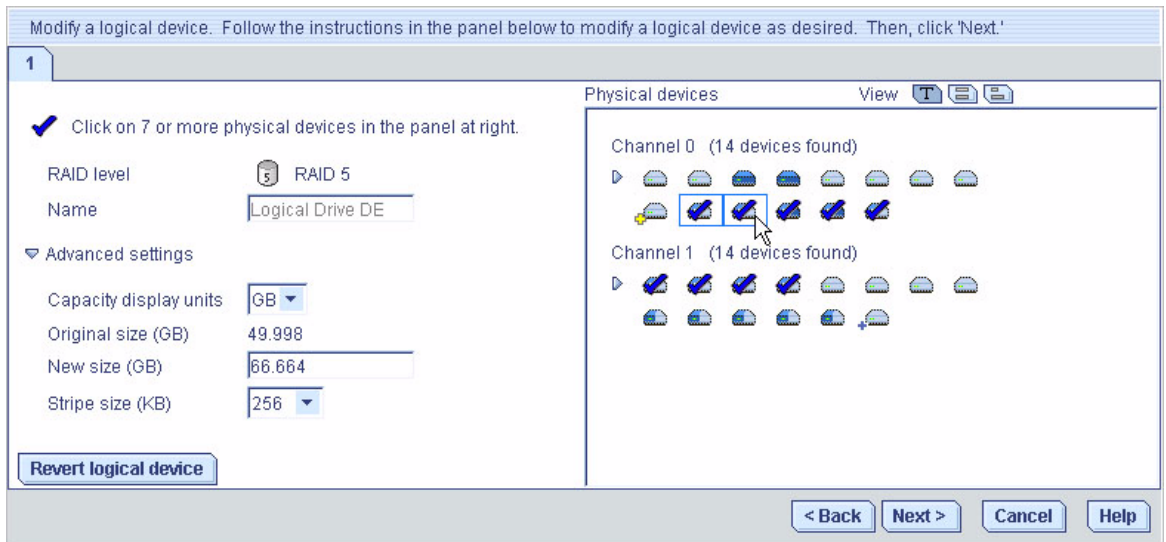 Modify a logical device. Follow the instructions in the panel below to modify a logical device as desired. Then, click 'Next.'
1
Click on 7 or more physical devices in the panel at right.
RAID level 5 RAID 5
Name Logical Drive DE
Advanced settings
Capacity display units GB
Original size (GB) 49.998
New size (GB) 66.664
Stripe size (KB) 256
Revert logical device
Physical devices View T
Channel 0 (14 devices found)
Channel 1 (14 devices found)
< Back Next > Cancel Help